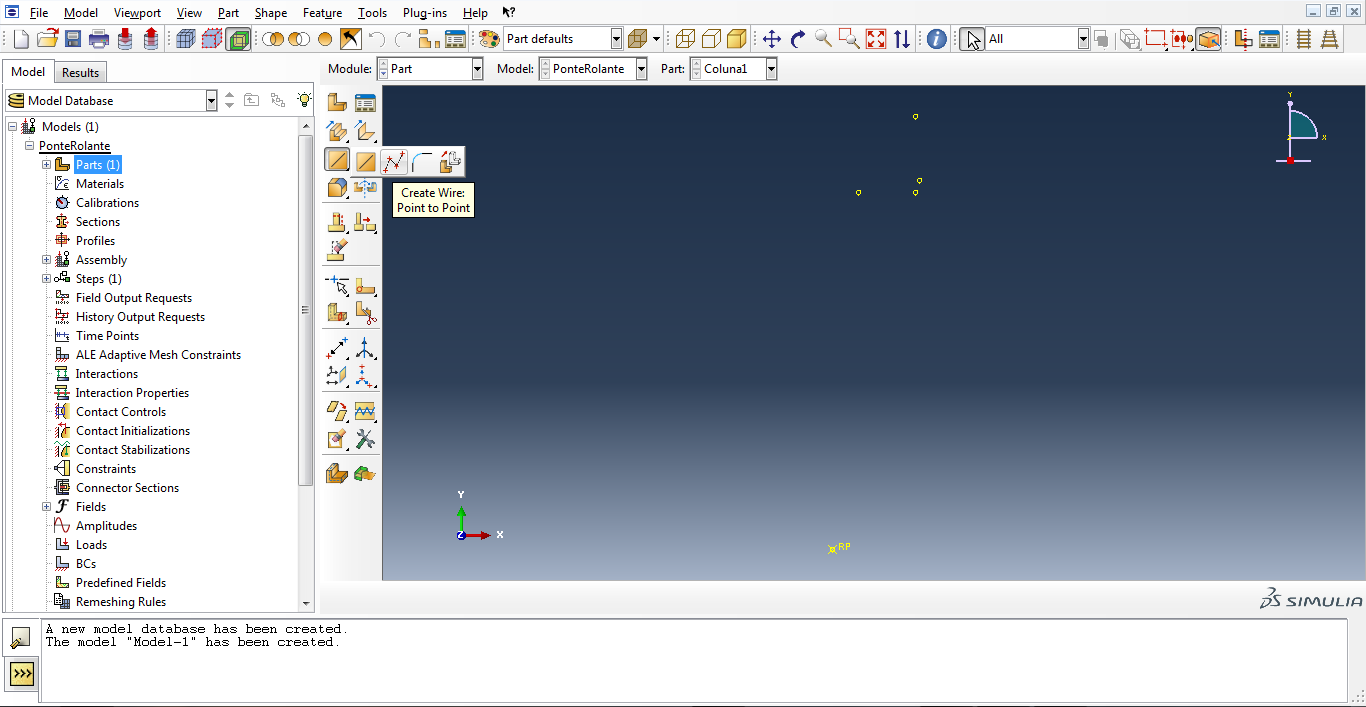 File Model Viewport View Part Shape Feature Tools Plug-ins Help
Part defaults All
Model Results
Module: Part Model: PonteRolante Part: Coluna1
Model Database
Models (1)
PonteRolante
Parts (1)
Materials
Calibrations
Sections
Profiles
Assembly
Steps (1)
Field Output Requests
History Output Requests
Time Points
ALE Adaptive Mesh Constraints
Interactions
Interaction Properties
Contact Controls
Contact Initializations
Contact Stabilizations
Constraints
Connector Sections
Fields
Amplitudes
Loads
BCs
Predefined Fields
Remeshing Rules
Create Wire:
Point to Point
Y
X
Y
Z X
RP
SIMULIA
A new model database has been created.
The model "Model-1" has been created.
>>>